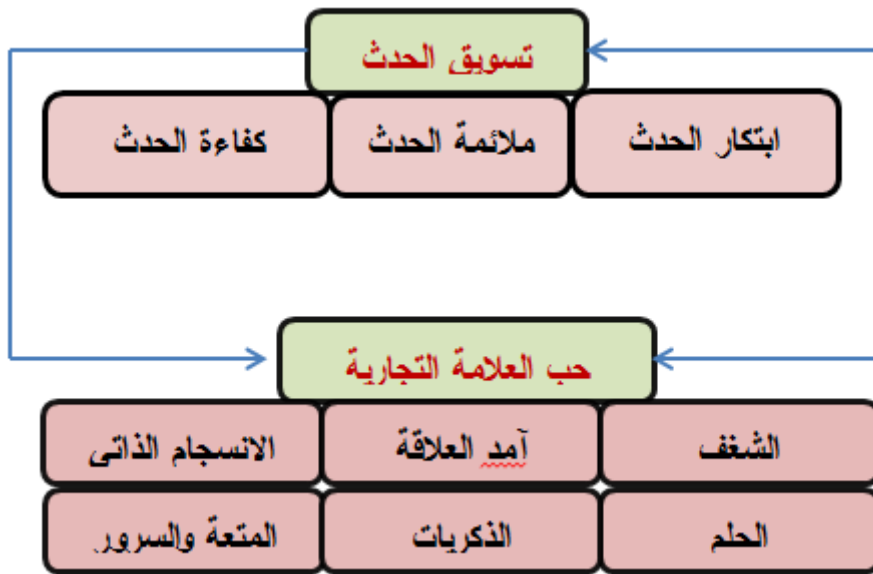 تسويق الحدث
ابتكار الحدث
ملائمة الحدث
كفاءة الحدث
حب العلامة التجارية
الشغف
آمد العلاقة
الانسجام الذاتى
الحلم
الذكريات
المتعة والسرور